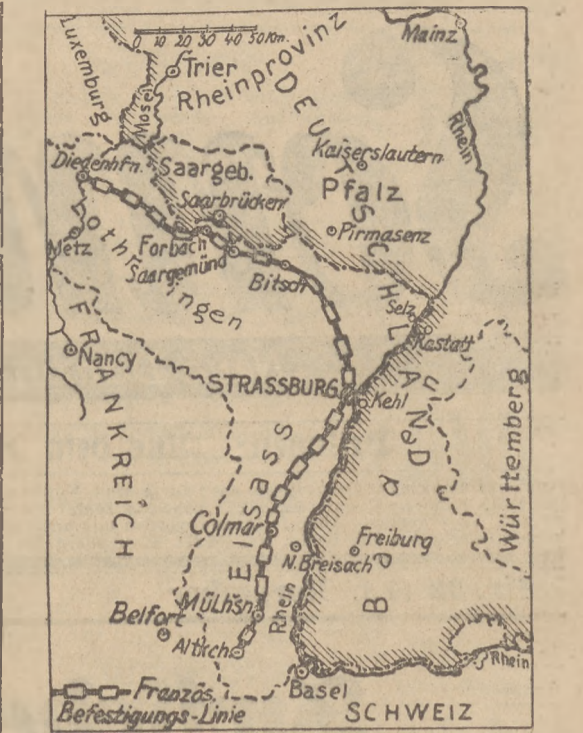 0 10 20 30 40 50 Km.
Mainz
Luxemburg
Trier
Rheinprovinz
DEUTSCHLAND
Mosel
Rhein
Diedenhfn.
Saargeb.
Kaiserslautern
Pfalz
Saarbrücken
Pirmasenz
Metz
Lothringen
Forbach
Saargemünd
Bitsch
Selz
Rastatt
FRANKREICH
Nancy
STRASSBURG
Kehl
Baden
Württemberg
Elsass
Colmar
Freiburg
N.Breisach
Rhein
Mülhsn
Belfort
Altkch.
Rhein
Basel
Französ.
Befestigungs-Linie
SCHWEIZ